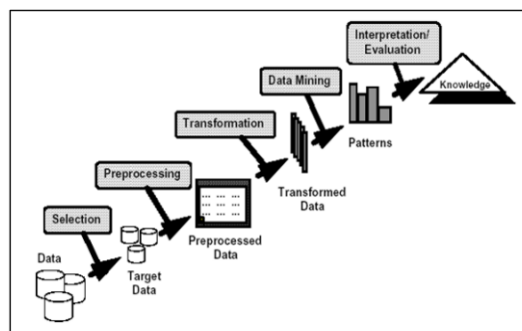 Interpretation/
Evaluation
Data Mining
Knowledge
Transformation
Patterns
Preprocessing
Transformed
Data
Selection
Preprocessed
Data
Data
Target
Data